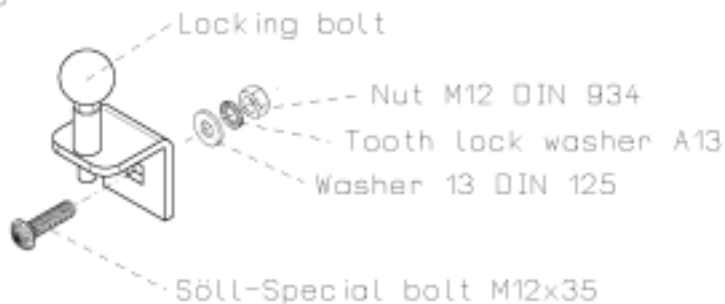 Locking bolt
Nut M12 DIN 934
Tooth lock washer A13
Washer 13 DIN 125
Söll-Special bolt M12x35